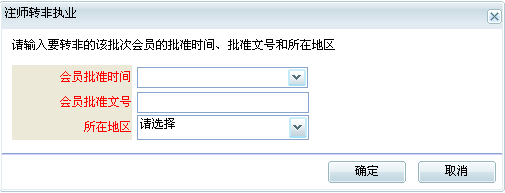 注师转非执业
请输入要转非的该批次会员的批准时间、批准文号和所在地区
会员批准时间
会员批准文号
所在地区 请选择
确定 取消